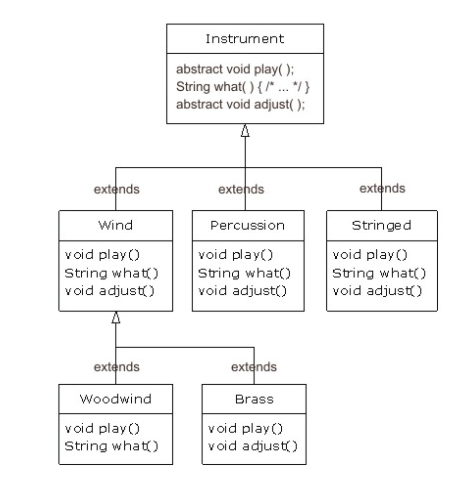 Instrument
abstract void play( );
String what( ) { /* ... */ }
abstract void adjust( );
extends
extends
extends
Wind
void play()
String what()
void adjust()
Percussion
void play()
String what()
void adjust()
Stringed
void play()
String what()
void adjust()
extends
extends
Woodwind
void play()
String what()
Brass
void play()
void adjust()